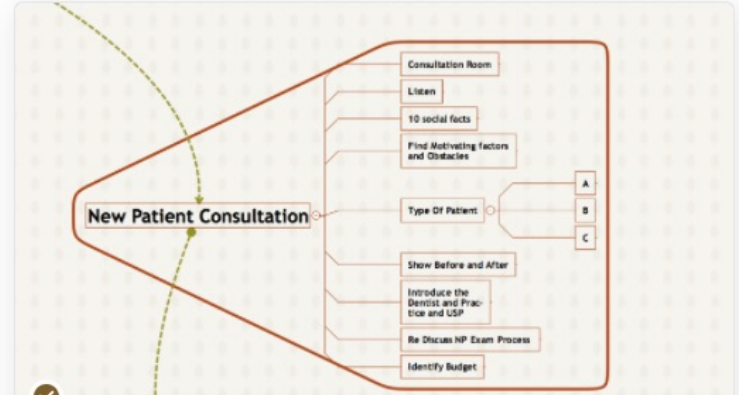 Consultation Room
Listen
10 social facts
Find Motivating factors
and Obstacles
New Patient Consultation
Type Of Patient
A
B
C
Show Before and After
Introduce the
Dentist and Prac-
tice and USP
Re Discuss NP Exam Process
Identify Budget